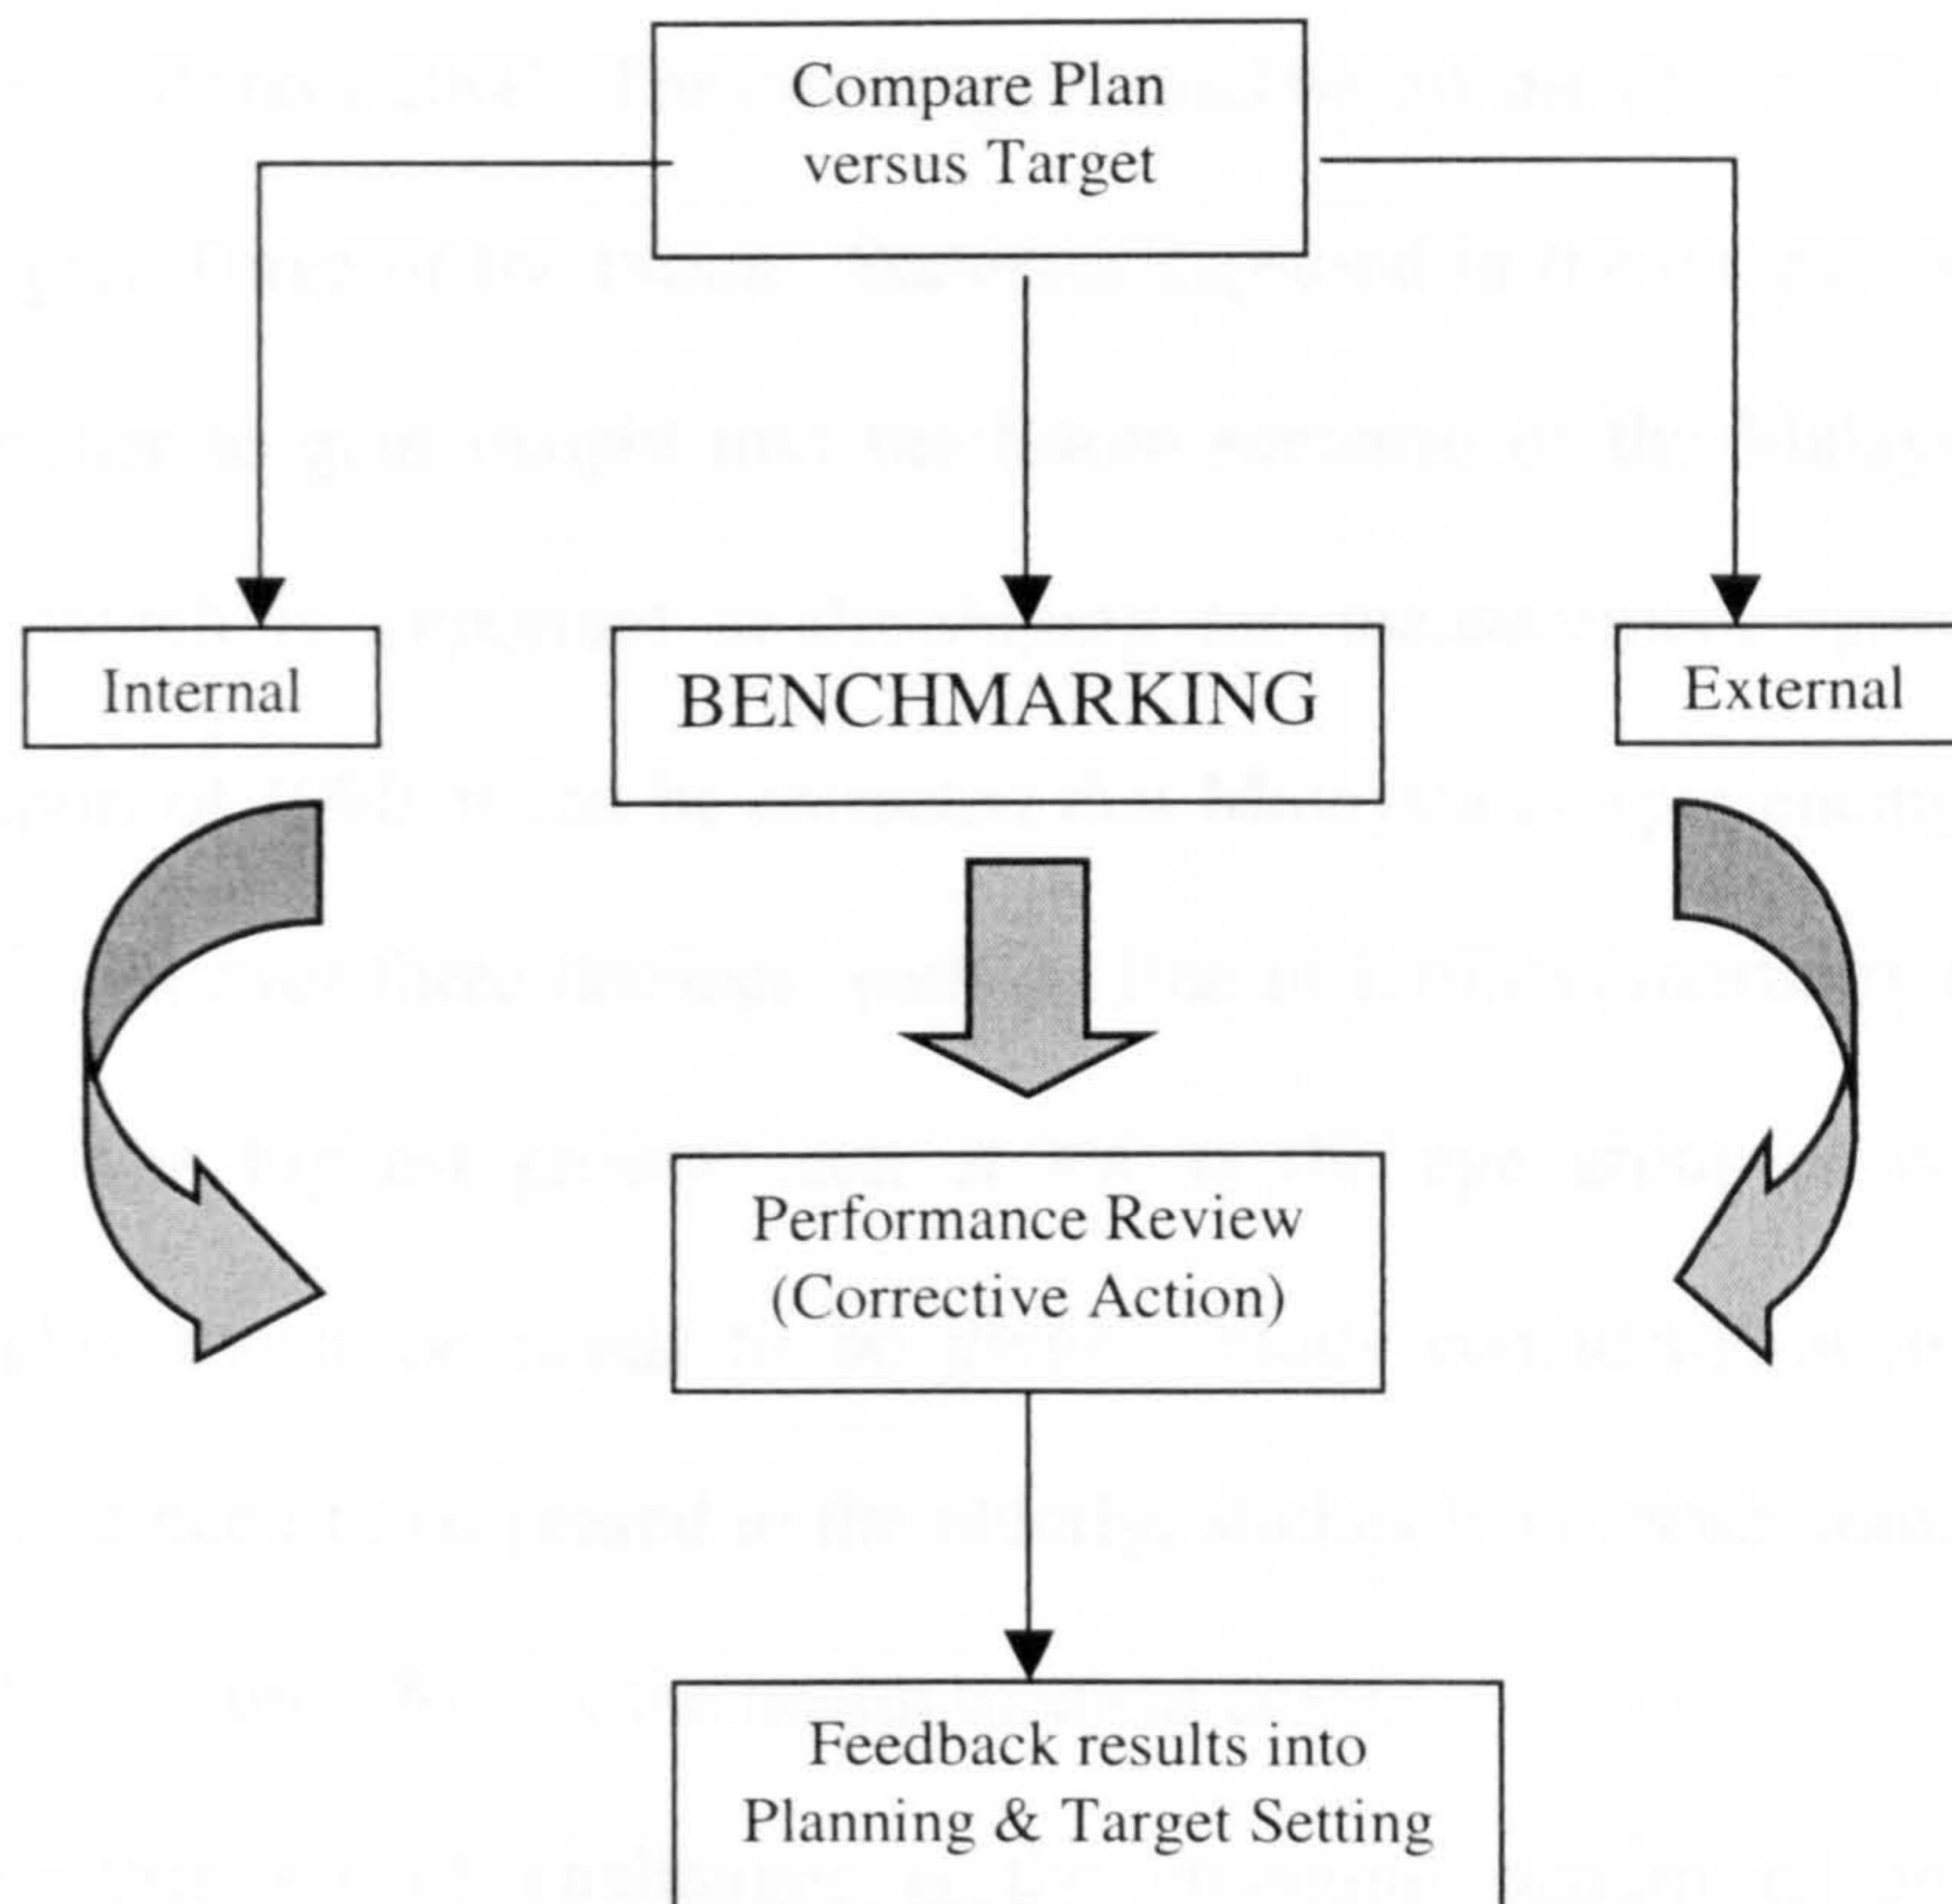 Compare Plan
versus Target
Internal
BENCHMARKING
External
Performance Review
(Corrective Action)
Feedback results into
Planning & Target Setting